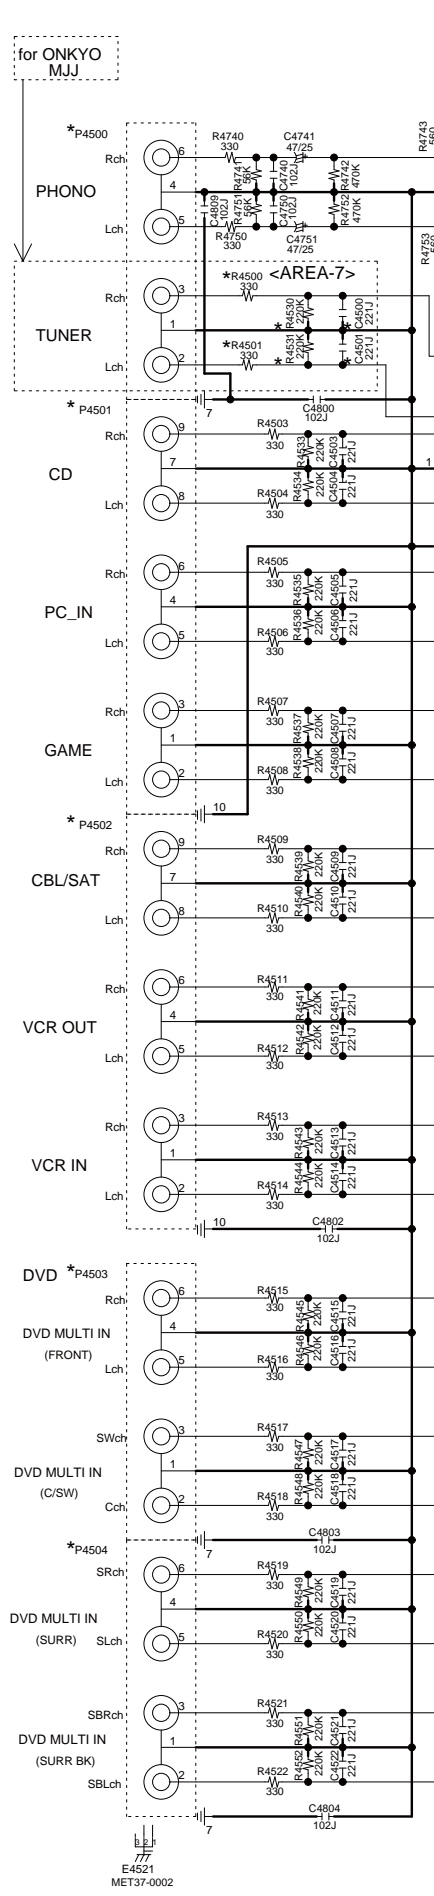 for ONKYO
MJJ
*P4500
PHONO
Rch
6
4
Lch
5
R4740
330
R4741
56K
C4740
102J
C4741
47/25
R4742
470K
R4743
560
C4809
102J
R4750
330
R4751
56K
C4750
102J
C4751
47/25
R4752
470K
R4753
<AREA-7>
TUNER
Rch
3
1
Lch
2
*R4500
330
R4530
220K
C4500
221J
*
*
*R4501
330
R4531
220K
C4501
221J
*
*
7
C4800
102J
* P4501
CD
Rch
9
7
Lch
8
R4503
330
R4533
220K
C4503
221J
R4504
330
R4534
220K
C4504
221J
1
PC_IN
Rch
6
4
Lch
5
R4505
330
R4535
220K
C4505
221J
R4506
330
R4536
220K
C4506
221J
GAME
Rch
3
1
Lch
2
R4507
330
R4537
220K
C4507
221J
R4508
330
R4538
220K
C4508
221J
10
* P4502
CBL/SAT
Rch
9
7
Lch
8
R4509
330
R4539
220K
C4509
221J
R4510
330
R4540
220K
C4510
221J
VCR OUT
Rch
6
4
Lch
5
R4511
330
R4541
220K
C4511
221J
R4512
330
R4542
220K
C4512
221J
VCR IN
Rch
3
1
Lch
2
R4513
330
R4543
220K
C4513
221J
R4514
330
R4544
220K
C4514
221J
10
C4802
102J
DVD *P4503
DVD MULTI IN
(FRONT)
Rch
6
4
Lch
5
R4515
330
R4545
220K
C4515
221J
R4516
330
R4546
220K
C4516
221J
DVD MULTI IN
(C/SW)
SWch
3
1
Cch
2
R4517
330
R4547
220K
C4517
221J
R4518
330
R4548
220K
C4518
221J
7
C4803
102J
*P4504
DVD MULTI IN
(SURR)
SRch
6
4
SLch
5
R4519
330
R4549
220K
C4519
221J
R4520
330
R4550
220K
C4520
221J
DVD MULTI IN
(SURR BK)
SBRch
3
1
SBLch
2
R4521
330
R4551
220K
C4521
221J
R4522
330
R4552
220K
C4522
221J
7
C4804
102J
3 2 1
E4521
MET37-0002